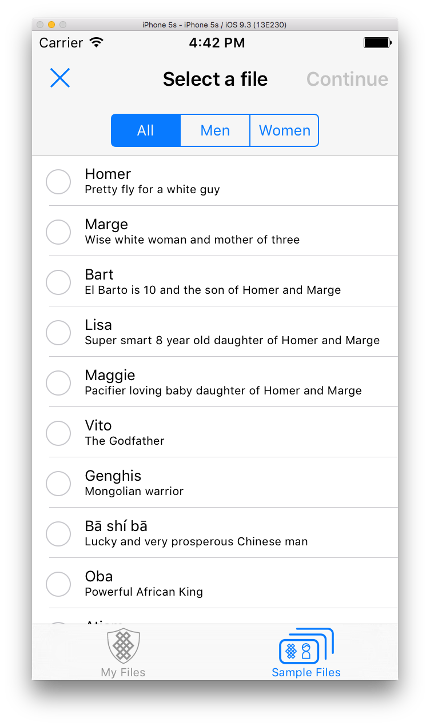 iPhone 5s - iPhone 5s / iOS 9.3 (13E230)
Carrier 4:42 PM
Select a file Continue
All Men Women
Homer
Pretty fly for a white guy
Marge
Wise white woman and mother of three
Bart
El Barto is 10 and the son of Homer and Marge
Lisa
Super smart 8 year old daughter of Homer and Marge
Maggie
Pacifier loving baby daughter of Homer and Marge
Vito
The Godfather
Genghis
Mongolian warrior
Bā shí bā
Lucky and very prosperous Chinese man
Oba
Powerful African King
My Files Sample Files